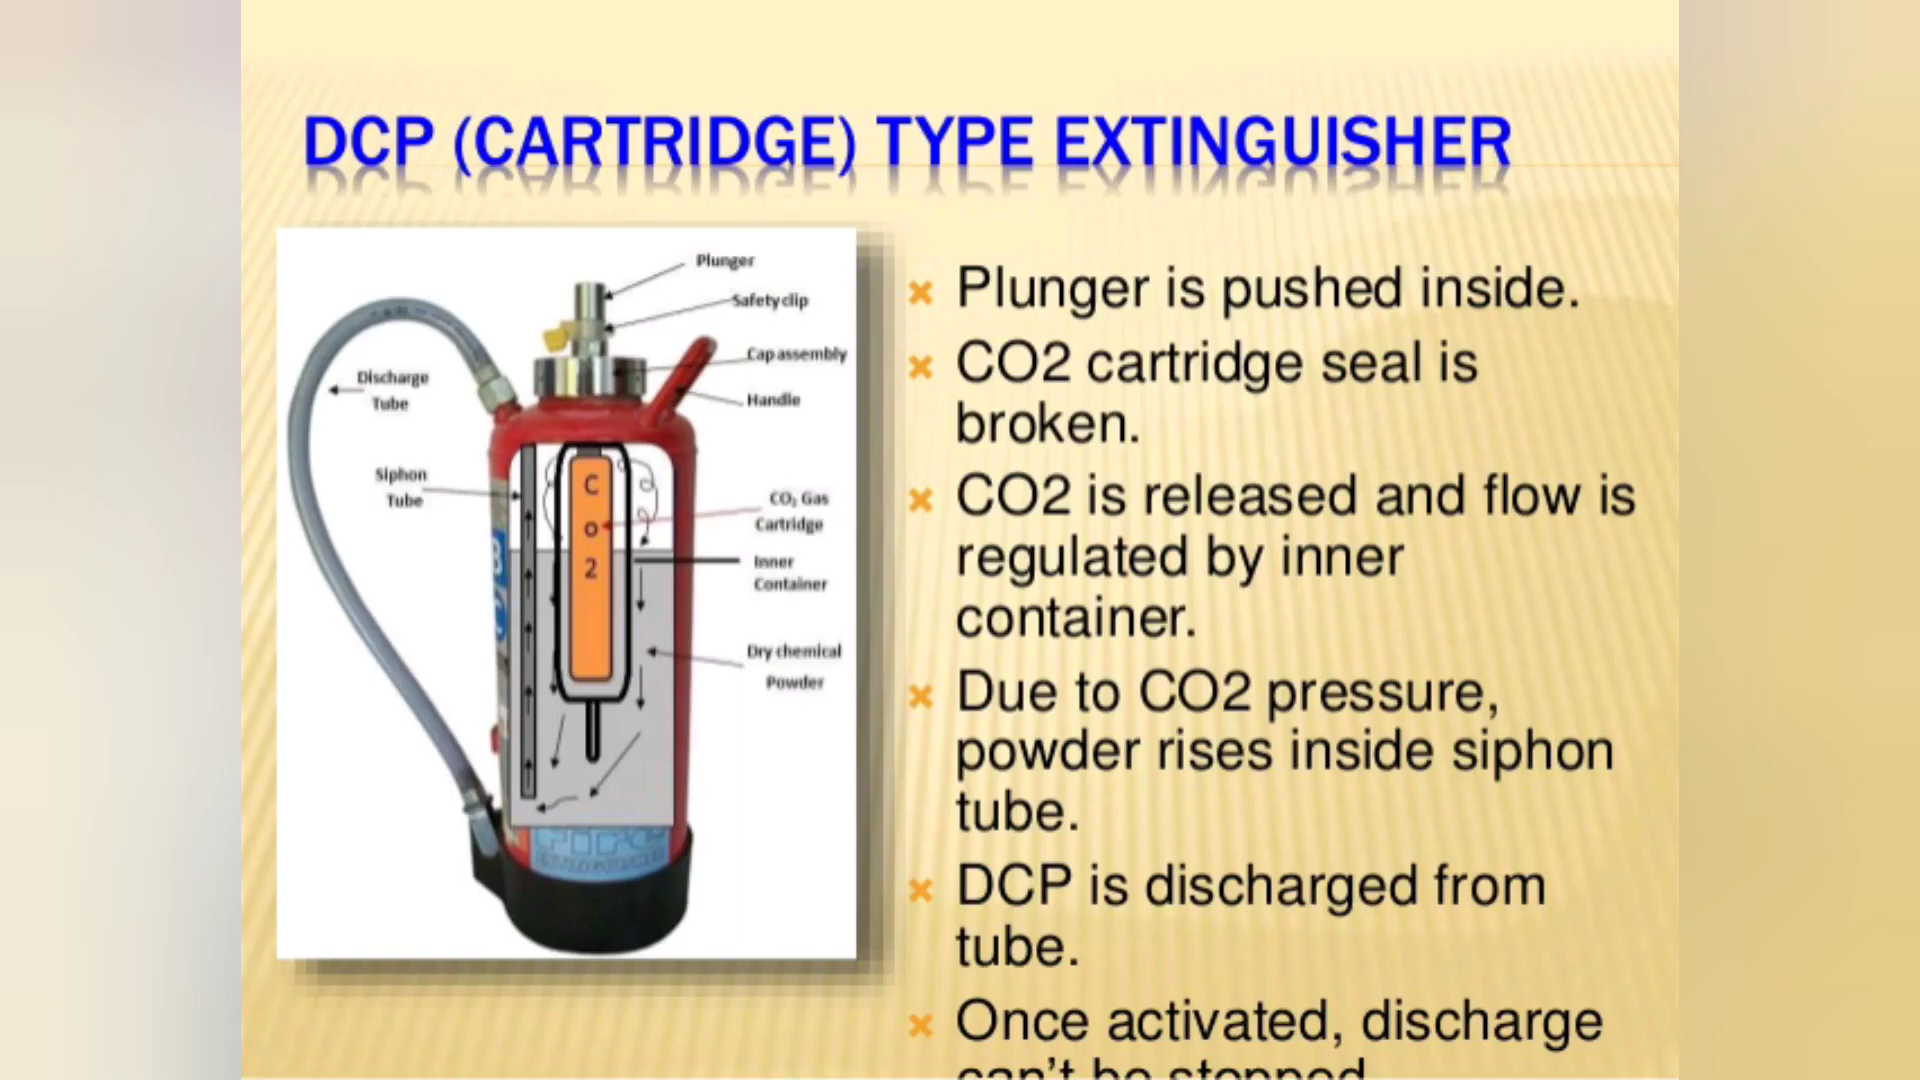 DCP (CARTRIDGE) TYPE EXTINGUISHER
Plunger
Safety clip
Cap assembly
Handle
Discharge
Tube
Siphon
Tube
C
o
2
CO₂ Gas
Cartridge
Inner
Container
Dry chemical
Powder
Plunger is pushed inside.
CO2 cartridge seal is
broken.
CO2 is released and flow is
regulated by inner
container.
Due to CO2 pressure,
powder rises inside siphon
tube.
DCP is discharged from
tube.
Once activated, discharge
can't be stopped